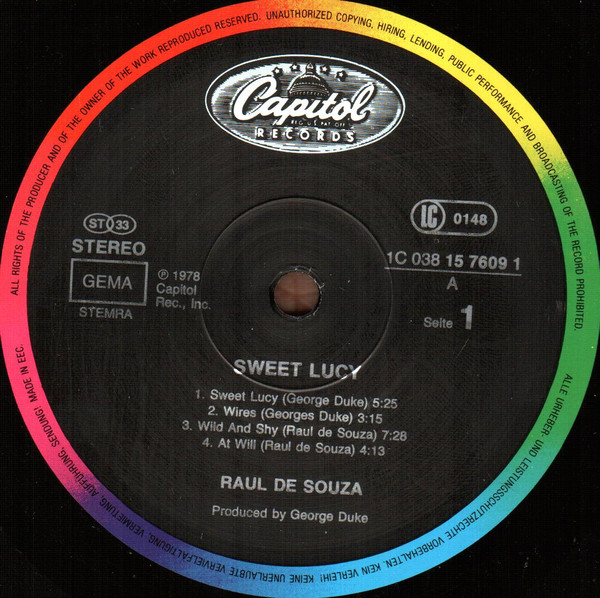 ALL RIGHTS OF THE PRODUCER AND OF THE OWNER OF THE WORK REPRODUCED RESERVED. UNAUTHORIZED COPYING, HIRING, LENDING, PUBLIC PERFORMANCE AND BROADCASTING OF THE RECORD PROHIBITED.
Capitol
RECORDS
ST 33
STEREO
GEMA
STEMRA
℗ 1978
Capitol
Rec., Inc.
LC 0148
1C 038 15 7609 1
A
Seite 1
SWEET LUCY
1. Sweet Lucy (George Duke) 5:25
2. Wires (Georges Duke) 3:15
3. Wild And Shy (Raul de Souza) 7:28
4. At Will (Raul de Souza) 4:13
RAUL DE SOUZA
Produced by George Duke
ALLE URHEBER- UND LEISTUNGSSCHUTZRECHTE VORBEHALTEN. KEIN VERLEIH! KEINE UNERLAUBTE VERVIELFÄLTIGUNG, VERMIETUNG, AUFFÜHRUNG, SENDUNG! MADE IN EEC.